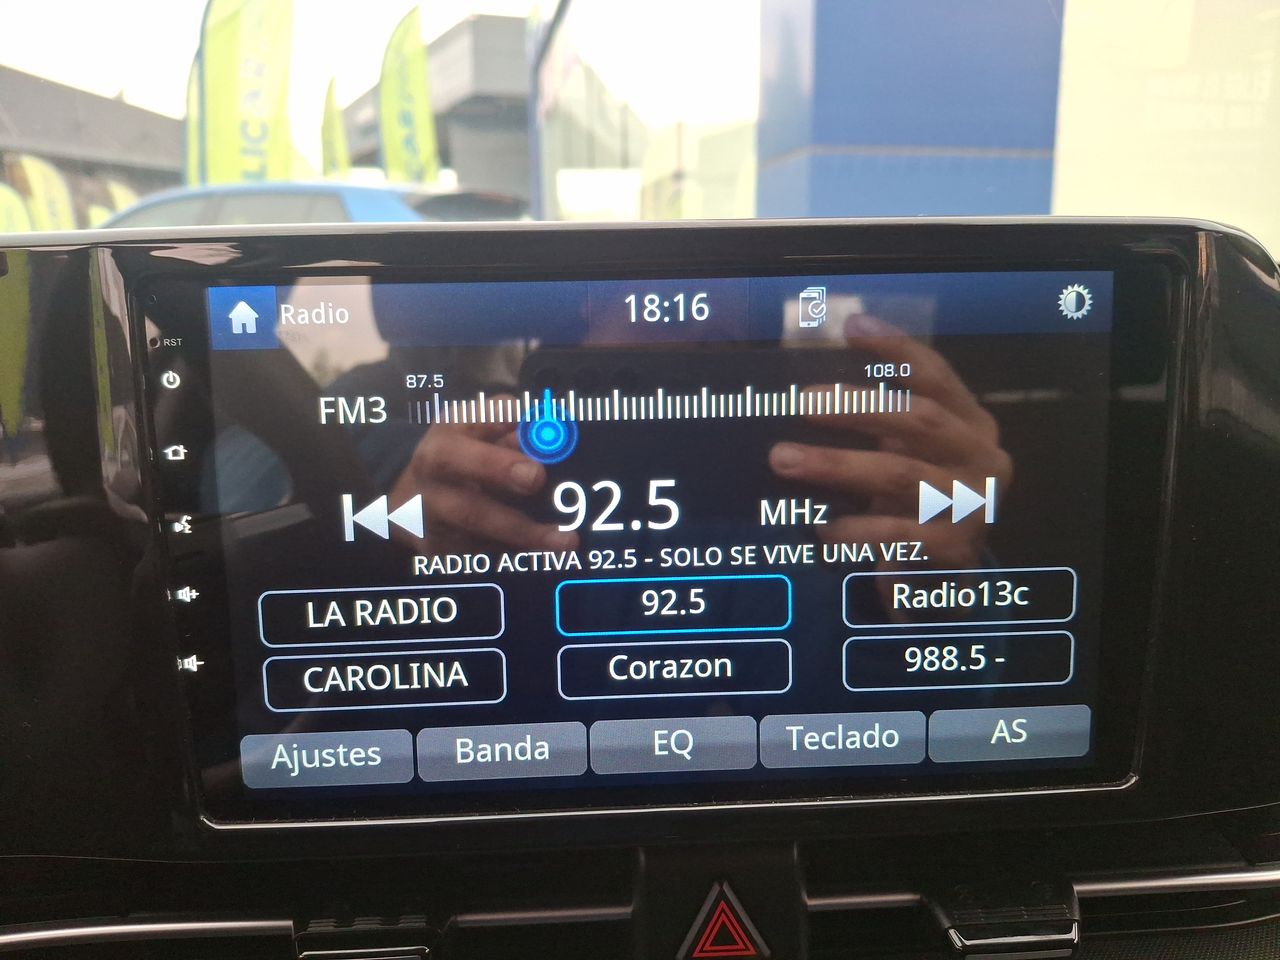 LICAR
RST
Radio
18:16
87.5
108.0
FM3
92.5 MHz
RADIO ACTIVA 92.5 - SOLO SE VIVE UNA VEZ.
LA RADIO
92.5
Radio13c
CAROLINA
Corazon
988.5 -
Ajustes
Banda
EQ
Teclado
AS